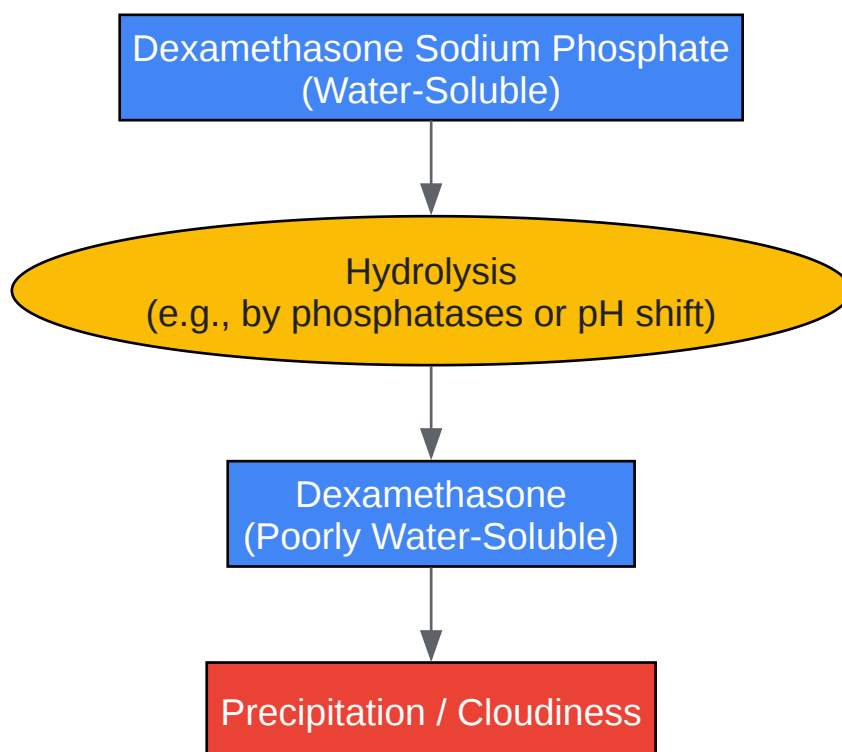 Dexamethasone Sodium Phosphate
(Water-Soluble)
Hydrolysis
(e.g., by phosphatases or pH shift)
Dexamethasone
(Poorly Water-Soluble)
Precipitation / Cloudiness